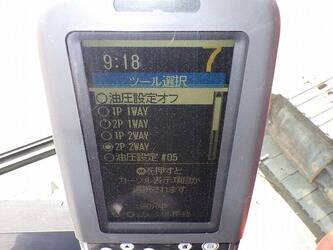 9:18 7
ツール選択
油圧設定オフ
1P 1WAY
2P 1WAY
1P 2WAY
2P 2WAY
油圧設定 #05
を押すと
カーソル表示項目が
選択されます